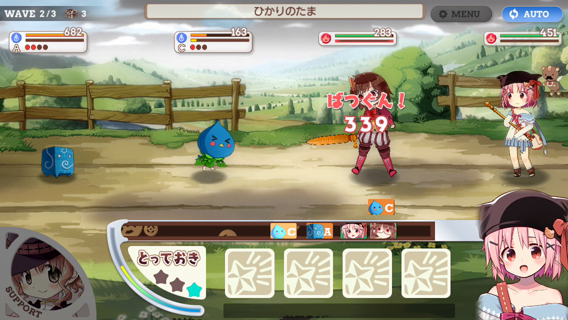 WAVE 2/3
3
ひかりのたま
MENU
AUTO
682
A
163
C
283
451
ばつぐん!
339
C
C
A
とっておき
SUPPORT